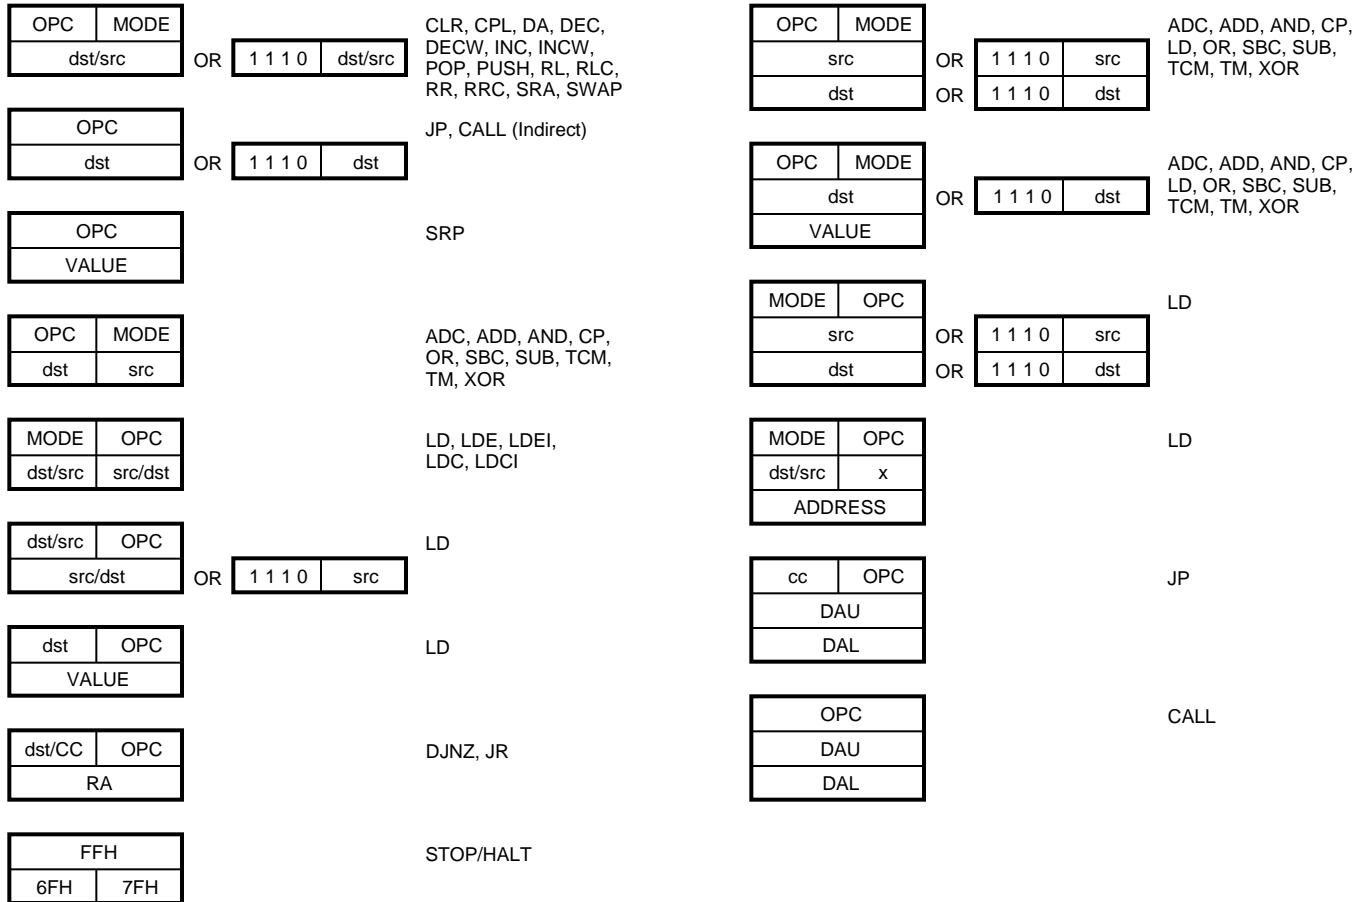 OPC MODE
dst/src OR 1 1 1 0 dst/src
CLR, CPL, DA, DEC,
DECW, INC, INCW,
POP, PUSH, RL, RLC,
RR, RRC, SRA, SWAP
OPC
dst OR 1 1 1 0 dst
JP, CALL (Indirect)
OPC
VALUE
SRP
OPC MODE
dst src
ADC, ADD, AND, CP,
OR, SBC, SUB, TCM,
TM, XOR
MODE OPC
dst/src src/dst
LD, LDE, LDEI,
LDC, LDCI
dst/src OPC
src/dst OR 1 1 1 0 src
LD
dst OPC
VALUE
LD
dst/CC OPC
RA
DJNZ, JR
FFH
6FH 7FH
STOP/HALT
OPC MODE
src OR 1 1 1 0 src
dst OR 1 1 1 0 dst
ADC, ADD, AND, CP,
LD, OR, SBC, SUB,
TCM, TM, XOR
OPC MODE
dst OR 1 1 1 0 dst
VALUE
ADC, ADD, AND, CP,
LD, OR, SBC, SUB,
TCM, TM, XOR
MODE OPC
src OR 1 1 1 0 src
dst OR 1 1 1 0 dst
LD
MODE OPC
dst/src x
ADDRESS
LD
cc OPC
DAU
DAL
JP
OPC
DAU
DAL
CALL